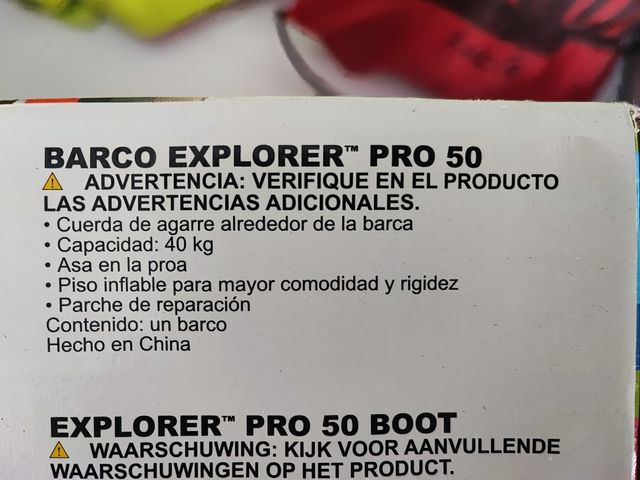 BARCO EXPLORER™ PRO 50
⚠ ADVERTENCIA: VERIFIQUE EN EL PRODUCTO
LAS ADVERTENCIAS ADICIONALES.
• Cuerda de agarre alrededor de la barca
• Capacidad: 40 kg
• Asa en la proa
• Piso inflable para mayor comodidad y rigidez
• Parche de reparación
Contenido: un barco
Hecho en China
EXPLORER™ PRO 50 BOOT
⚠ WAARSCHUWING: KIJK VOOR AANVULLENDE
WAARSCHUWINGEN OP HET PRODUCT.